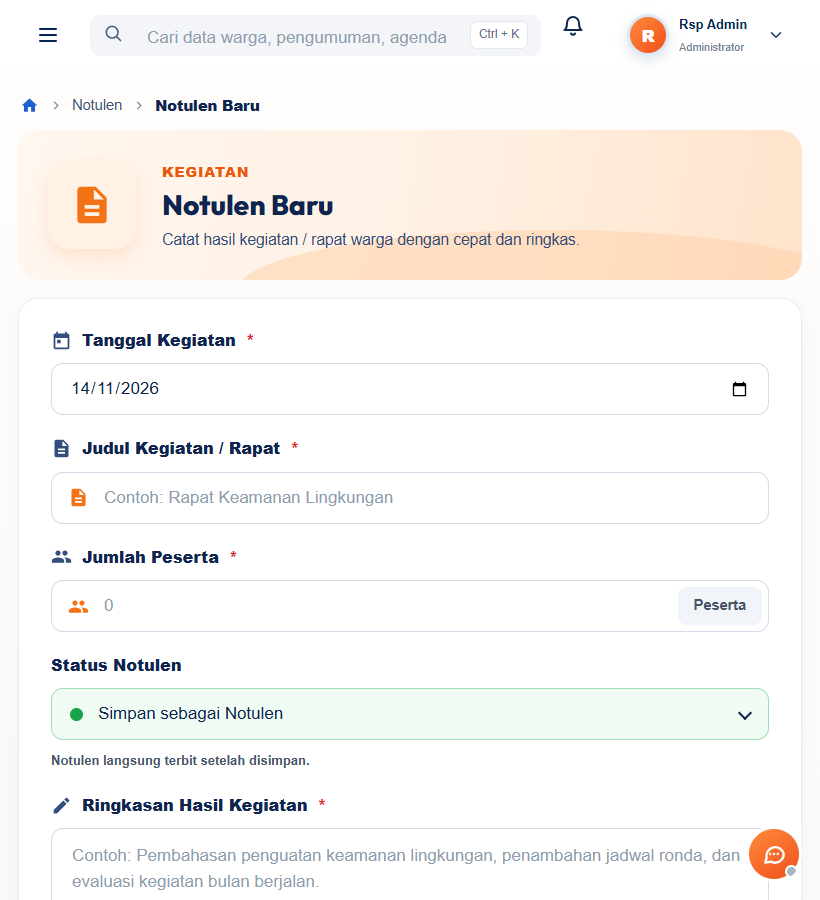 Cari data warga, pengumuman, agenda
Ctrl + K
R
Rsp Admin
Administrator
Notulen
Notulen Baru
KEGIATAN
Notulen Baru
Catat hasil kegiatan / rapat warga dengan cepat dan ringkas.
Tanggal Kegiatan *
14/11/2026
Judul Kegiatan / Rapat *
Contoh: Rapat Keamanan Lingkungan
Jumlah Peserta *
0
Peserta
Status Notulen
Simpan sebagai Notulen
Notulen langsung terbit setelah disimpan.
Ringkasan Hasil Kegiatan *
Contoh: Pembahasan penguatan keamanan lingkungan, penambahan jadwal ronda, dan
evaluasi kegiatan bulan berjalan.